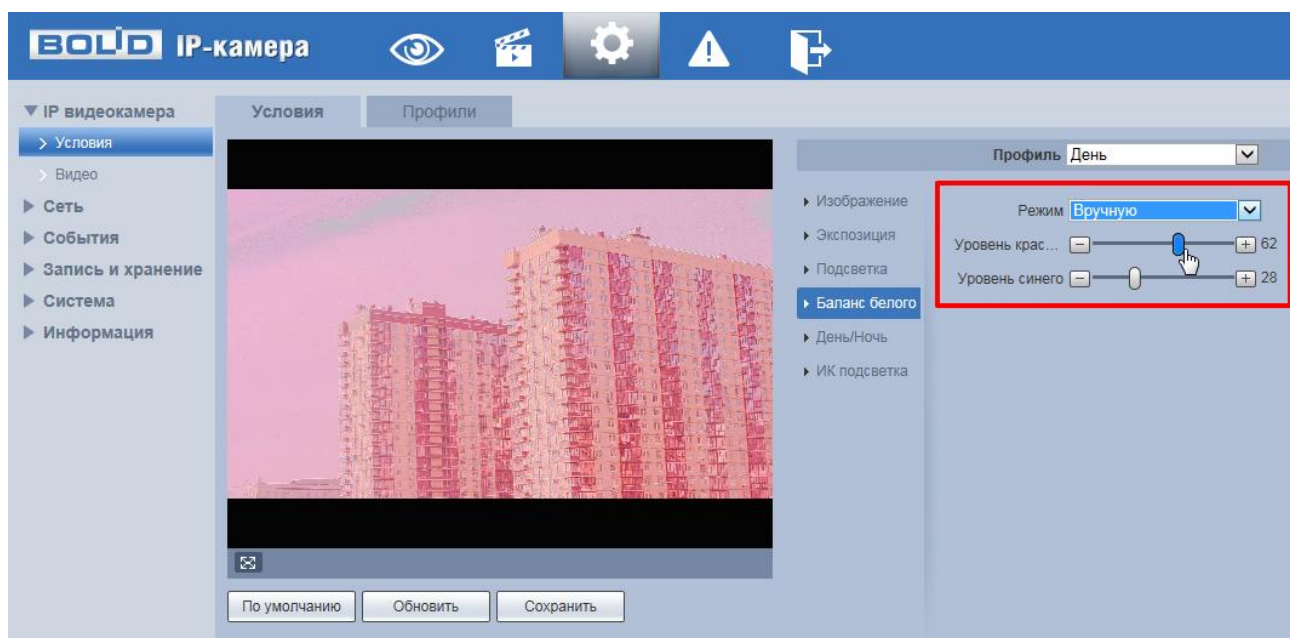 BOLID IP-камера
IP видеокамера
Условия
Видео
Сеть
События
Запись и хранение
Система
Информация
Условия Профили
Профиль День
Изображение
Экспозиция
Подсветка
Баланс белого
День/Ночь
ИК подсветка
Режим Вручную
Уровень крас... 62
Уровень синего 28
По умолчанию Обновить Сохранить